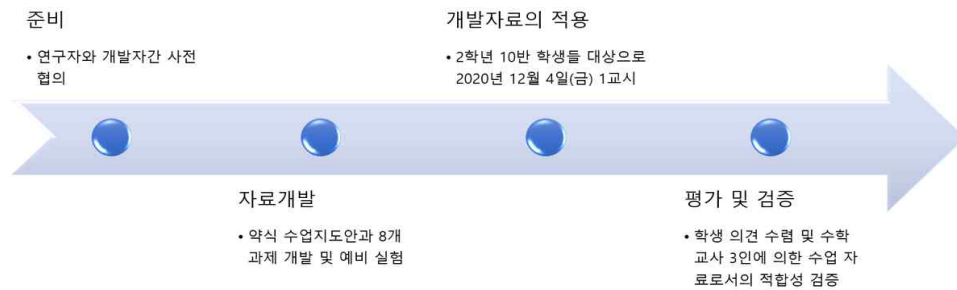 준비
• 연구자와 개발자간 사전
협의
자료개발
• 약식 수업지도안과 8개
과제 개발 및 예비 실험
개발자료의 적용
• 2학년 10반 학생들 대상으로
2020년 12월 4일(금) 1교시
평가 및 검증
• 학생 의견 수렴 및 수학
교사 3인에 의한 수업 자
료로서의 적합성 검증